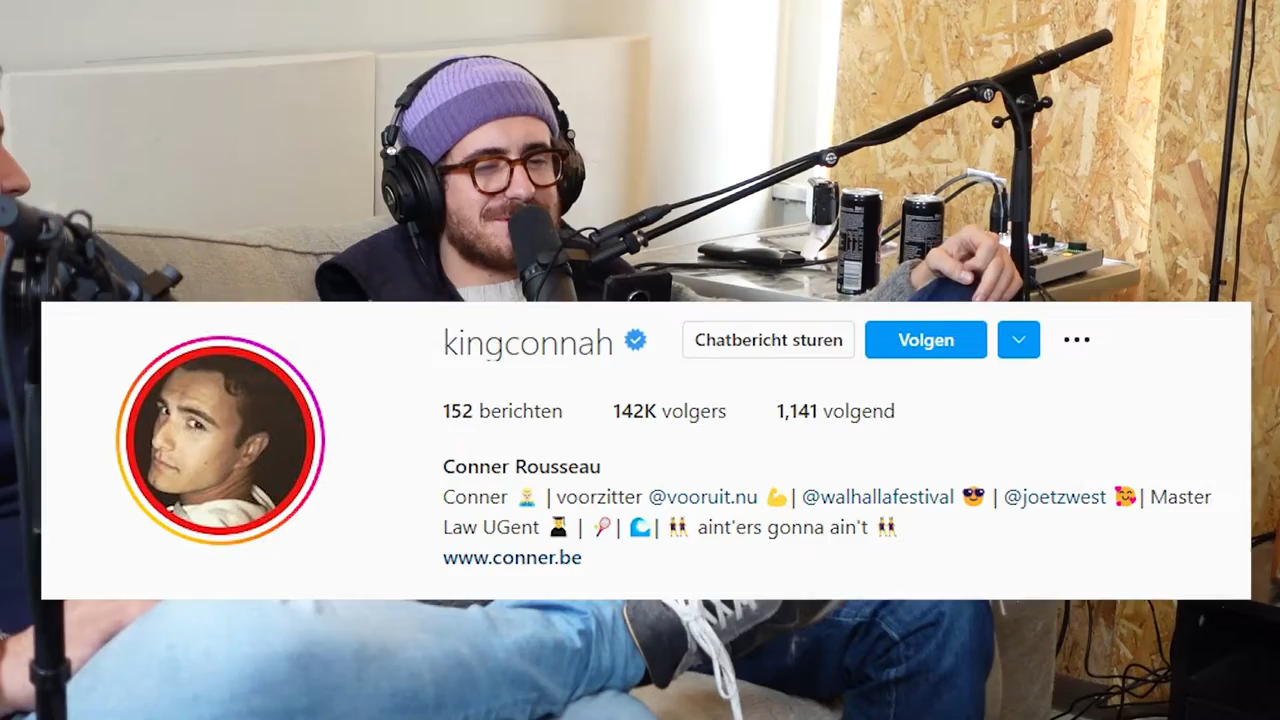 kingconnah
Chatbericht sturen
Volgen
152 berichten
142K volgers
1,141 volgend
Conner Rousseau
Conner 👱🏼‍♂️ | voorzitter @vooruit.nu 💪| @walhallafestival 😎 | @joetzwest 🥰| Master
Law UGent 👨‍🎓 | 🎾| 🌊| 👯‍♂️ aint'ers gonna ain't 👯‍♂️
www.conner.be